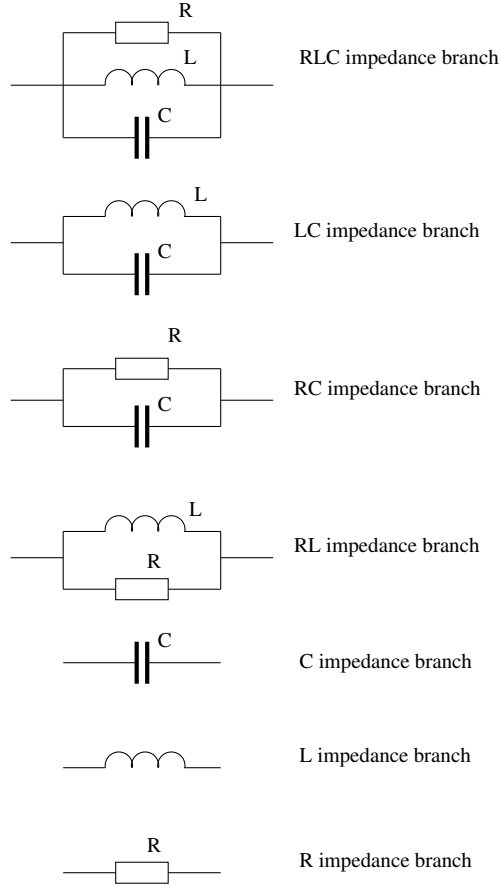 R
RLC impedance branch
L
C
L
LC impedance branch
C
R
RC impedance branch
C
L
RL impedance branch
R
C
C impedance branch
L impedance branch
R
R impedance branch